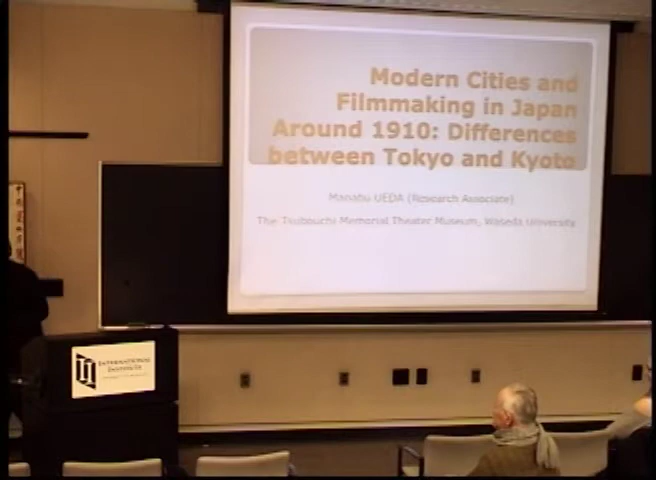 Modern Cities and
Filmmaking in Japan
Around 1910: Differences
between Tokyo and Kyoto
Manabu UEDA (Research Associate)
The Tsubouchi Memorial Theater Museum, Waseda University
INTERNATIONAL
INSTITUTE